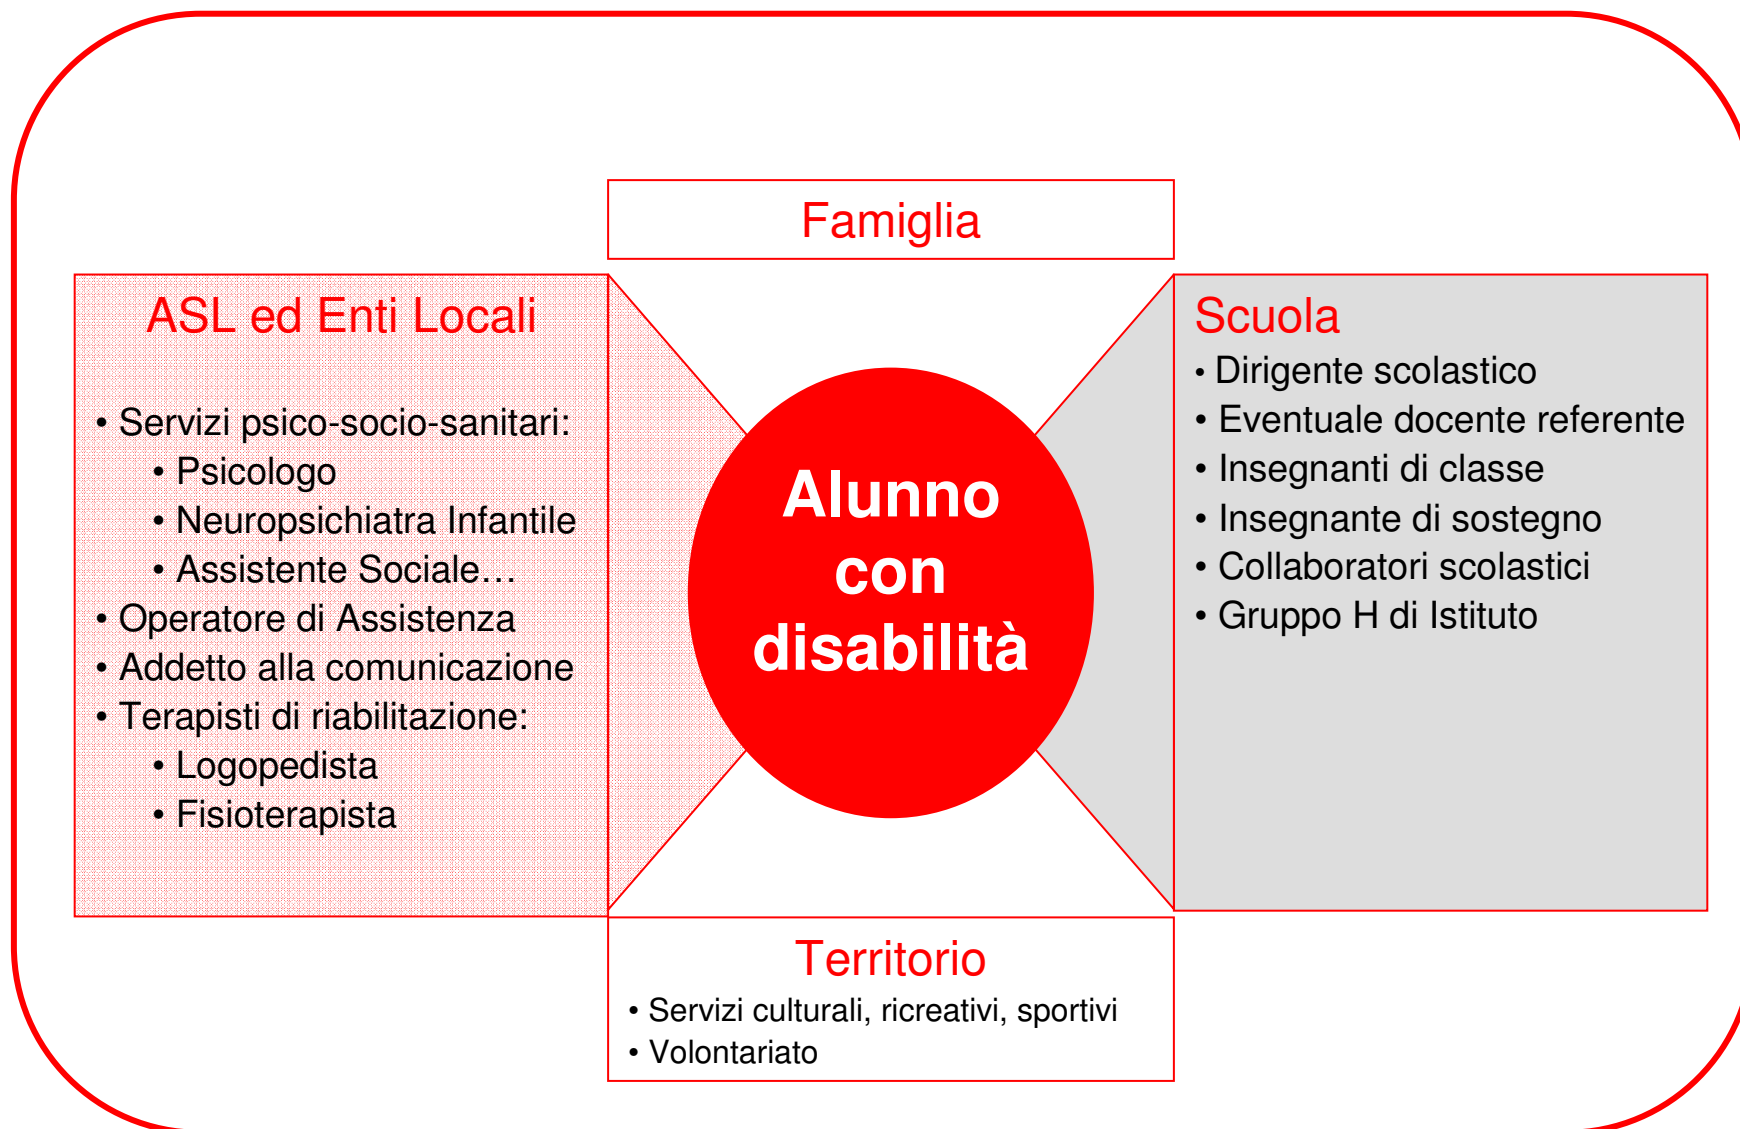 Famiglia
ASL ed Enti Locali
• Servizi psico-socio-sanitari:
• Psicologo
• Neuropsichiatra Infantile
• Assistente Sociale…
• Operatore di Assistenza
• Addetto alla comunicazione
• Terapisti di riabilitazione:
• Logopedista
• Fisioterapista
Alunno
con
disabilità
Scuola
• Dirigente scolastico
• Eventuale docente referente
• Insegnanti di classe
• Insegnante di sostegno
• Collaboratori scolastici
• Gruppo H di Istituto
Territorio
• Servizi culturali, ricreativi, sportivi
• Volontariato